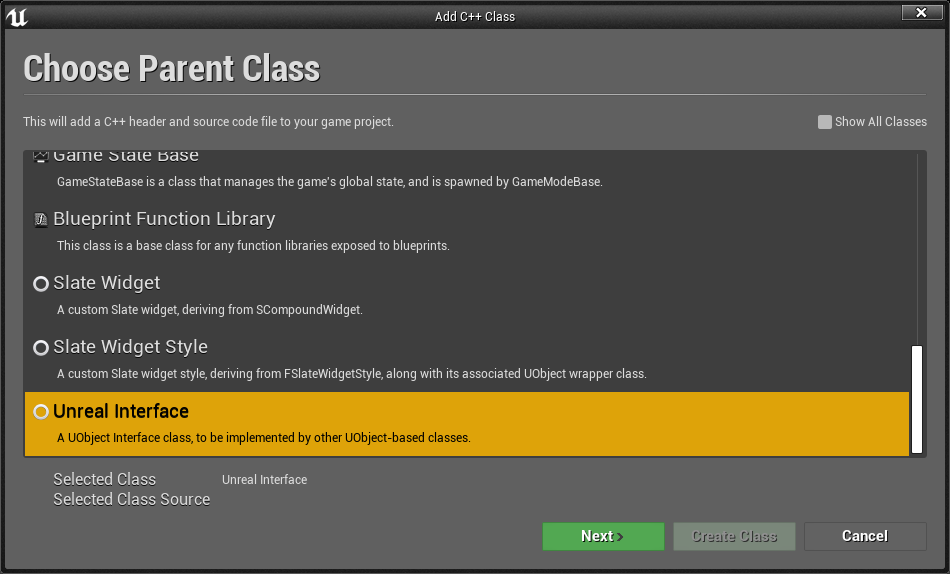 Add C++ Class
Choose Parent Class
This will add a C++ header and source code file to your game project.
Show All Classes
Game State Base
GameStateBase is a class that manages the game's global state, and is spawned by GameModeBase.
Blueprint Function Library
This class is a base class for any function libraries exposed to blueprints.
Slate Widget
A custom Slate widget, deriving from SCompoundWidget.
Slate Widget Style
A custom Slate widget style, deriving from FSlateWidgetStyle, along with its associated UObject wrapper class.
Unreal Interface
A UObject Interface class, to be implemented by other UObject-based classes.
Selected Class Unreal Interface
Selected Class Source
Next > Create Class Cancel